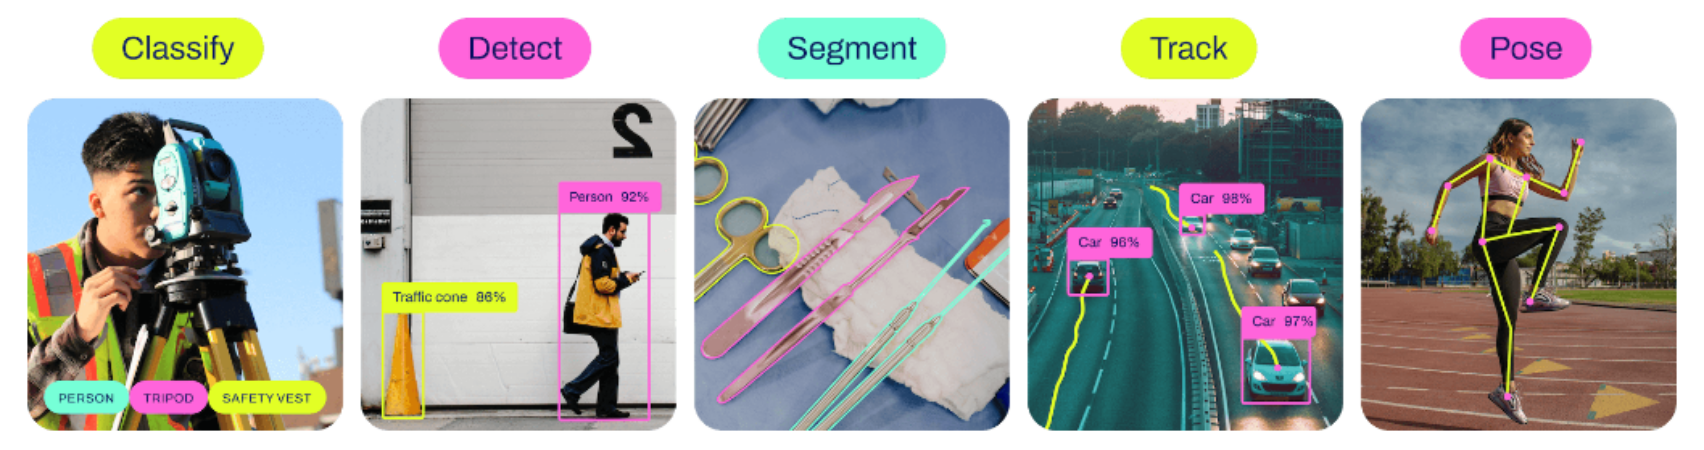 Classify
Detect
Segment
Track
Pose
PERSON
TRIPOD
SAFETY VEST
2
Person 92%
Traffic cone 86%
Car 98%
Car 96%
Car 97%